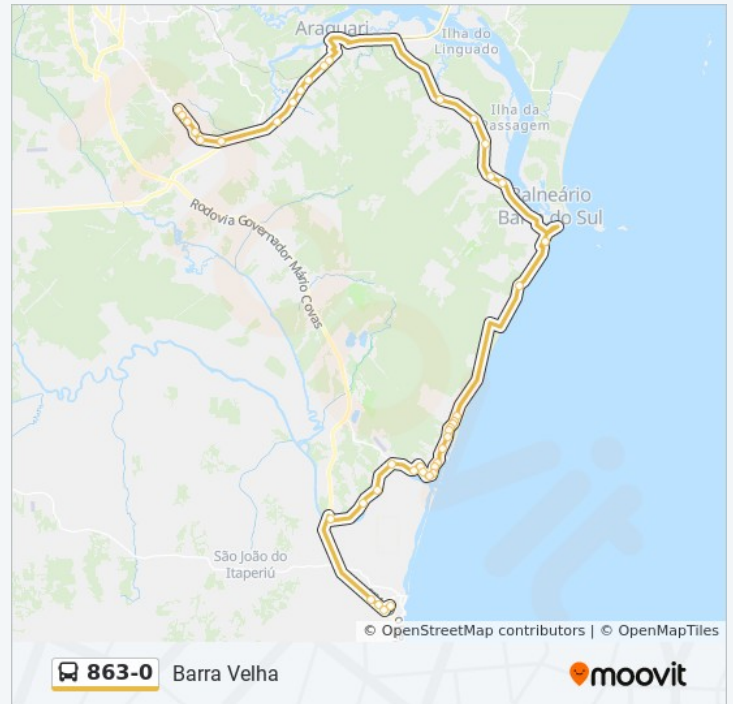 Araquari
Ilha do
Linguado
Ilha da
Passagem
Balneário
Barra do Sul
Rodovia Governador Mário Covas
São João do
Itaperiú
© OpenStreetMap contributors | © OpenMapTiles
863-0 Barra Velha
moovit